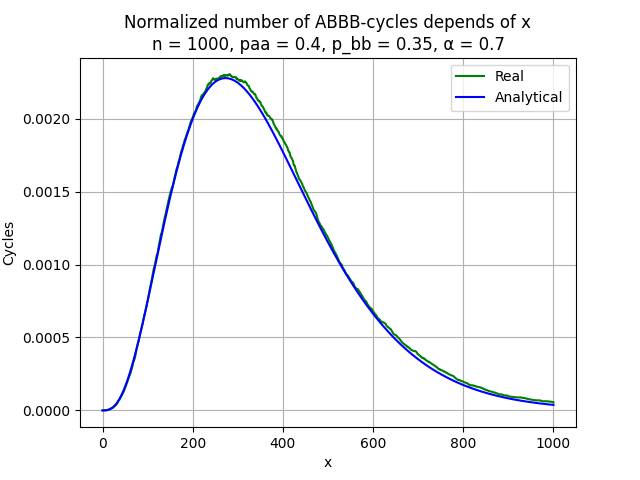 Normalized number of ABBB-cycles depends of x
n = 1000, paa = 0.4, p_bb = 0.35, α = 0.7
Real
Analytical
Cycles
0.0020
0.0015
0.0010
0.0005
0.0000
0 200 400 600 800 1000
x